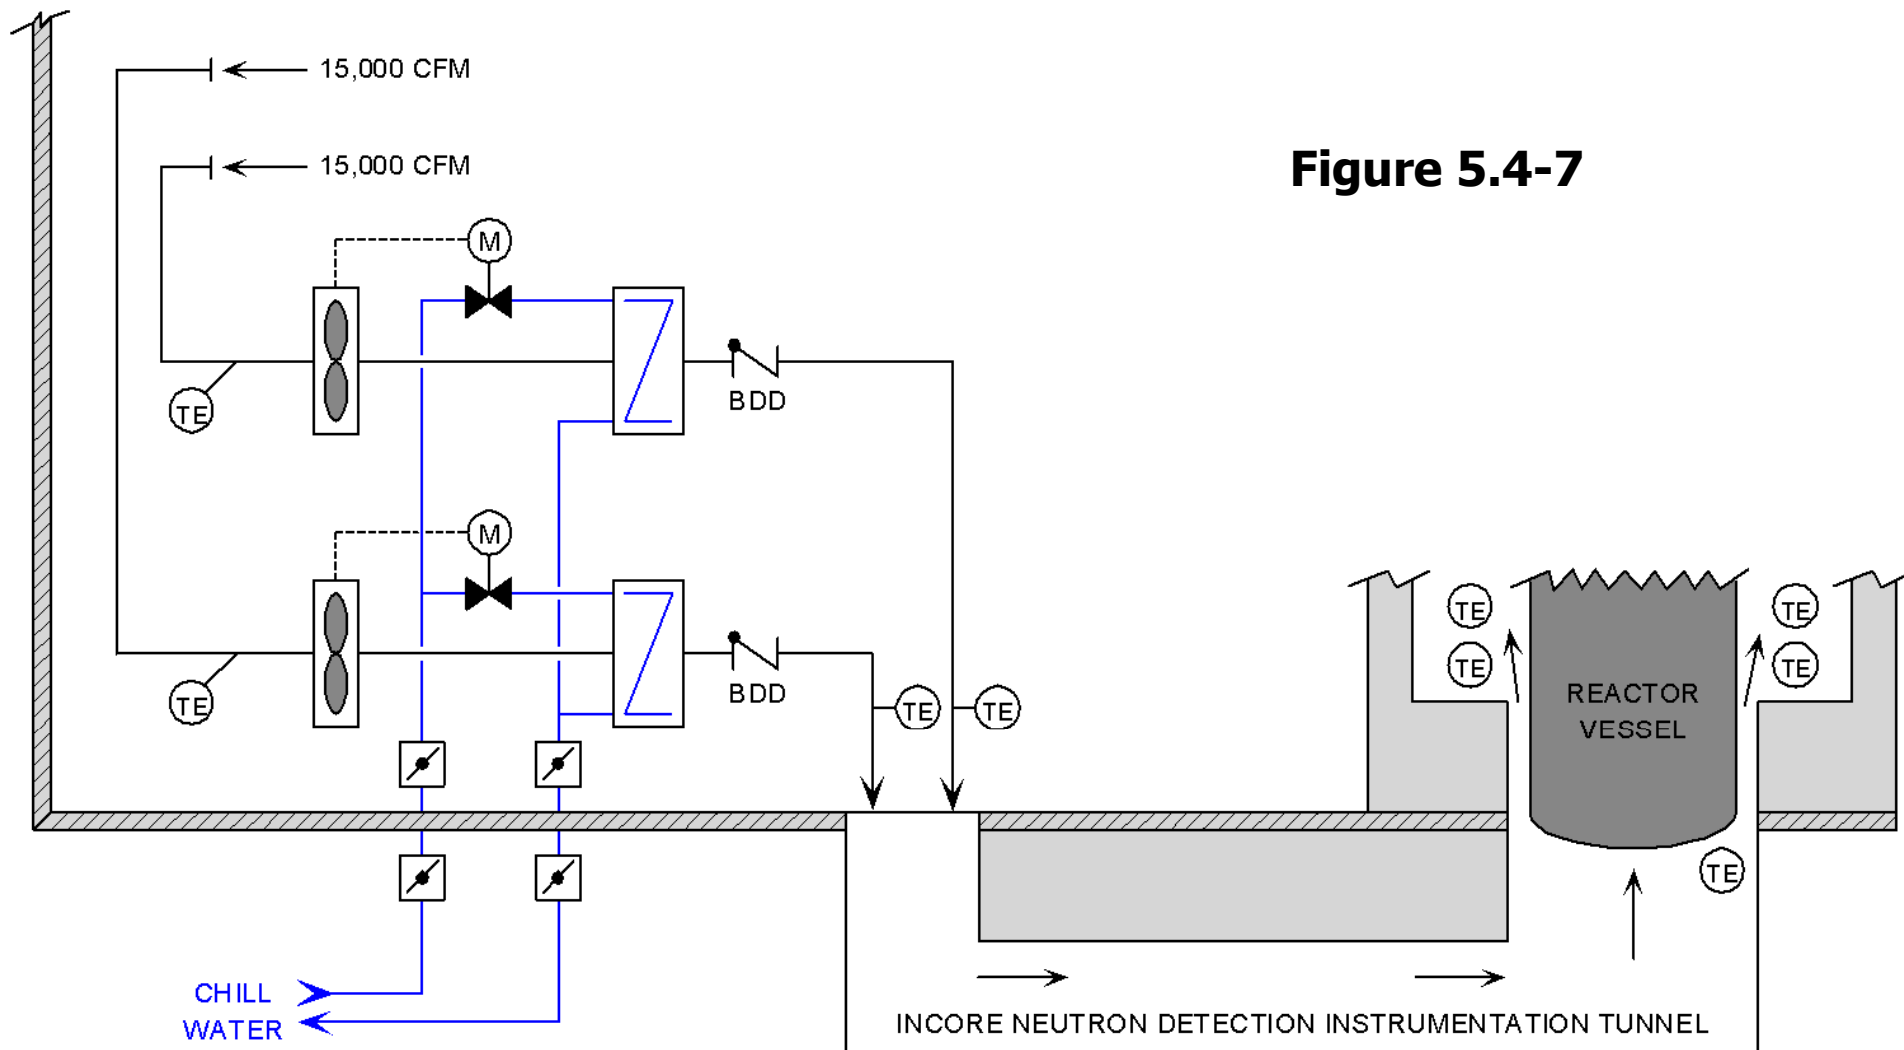 15,000 CFM
15,000 CFM
Figure 5.4-7
M
TE
BDD
M
TE
BDD
TE
TE
TE
TE
TE
TE
REACTOR
VESSEL
TE
CHILL
WATER
INCORE NEUTRON DETECTION INSTRUMENTATION TUNNEL